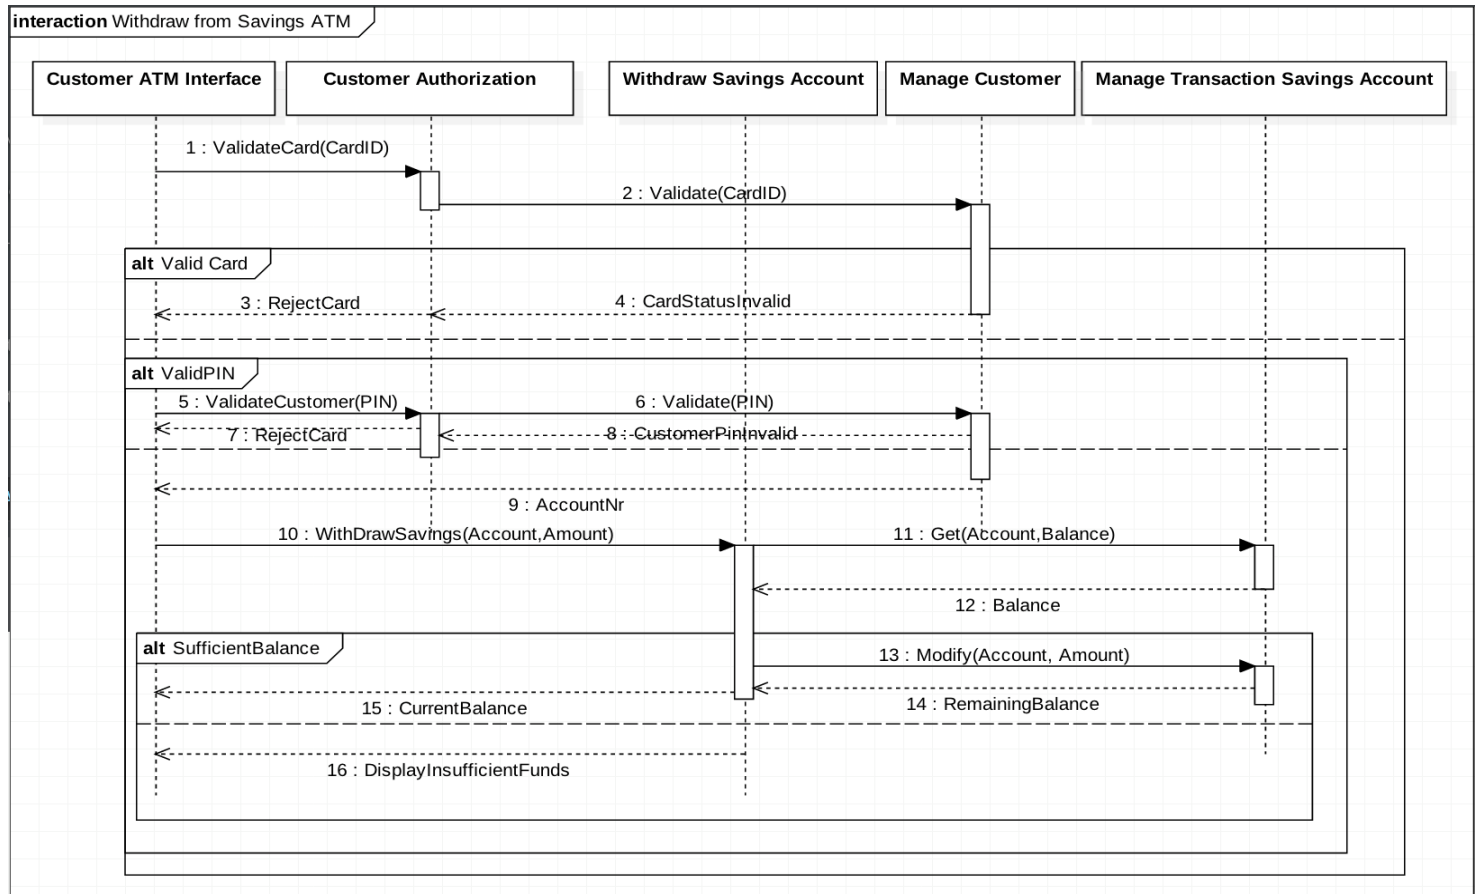 interaction Withdraw from Savings ATM
Customer ATM Interface
Customer Authorization
Withdraw Savings Account
Manage Customer
Manage Transaction Savings Account
1 : ValidateCard(CardID)
2 : Validate(CardID)
alt Valid Card
3 : RejectCard
4 : CardStatusInvalid
alt ValidPIN
5 : ValidateCustomer(PIN)
6 : Validate(PIN)
7 : RejectCard
8 : CustomerPinInvalid
9 : AccountNr
10 : WithDrawSavings(Account,Amount)
11 : Get(Account,Balance)
12 : Balance
alt SufficientBalance
13 : Modify(Account, Amount)
14 : RemainingBalance
15 : CurrentBalance
16 : DisplayInsufficientFunds